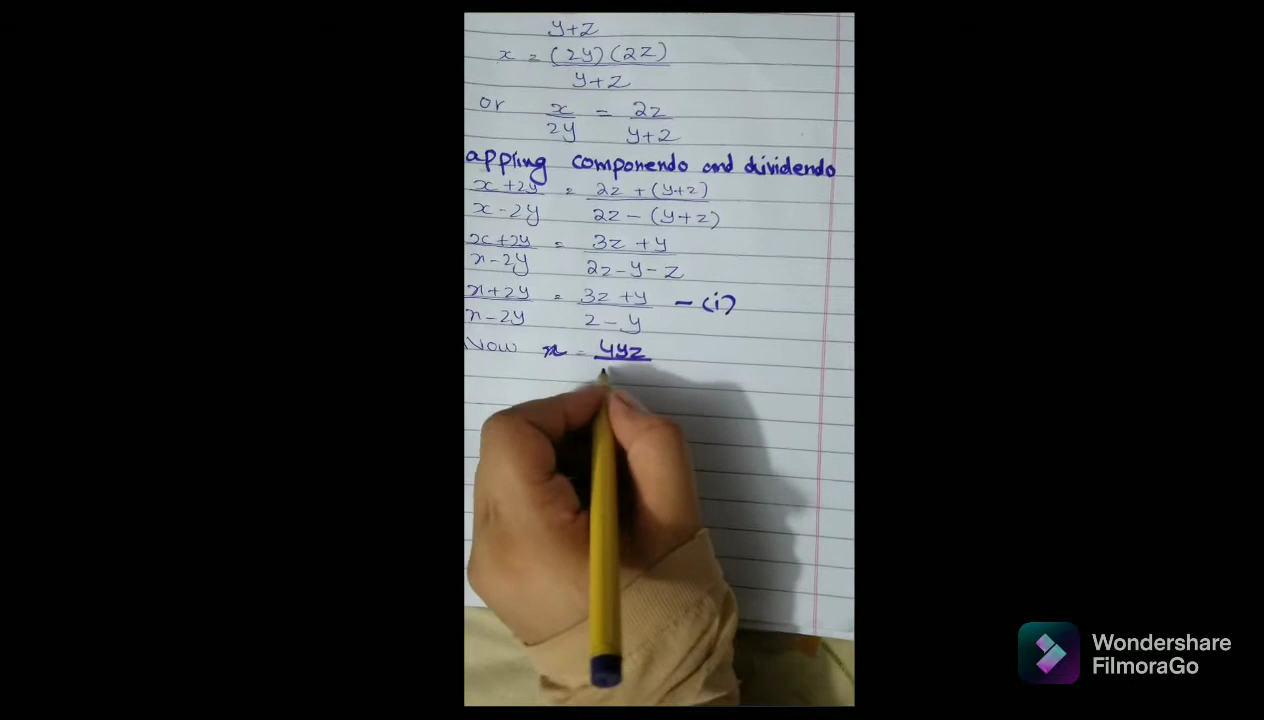 y+z
x = (2y)(2z)
y+z
or x = 2z
2y y+z
appling componendo and dividendo
x+2y = 2z+(y+z)
x-2y 2z-(y+z)
x+2y = 3z+y
x-2y 2z-y-z
x+2y = 3z+y -(i)
x-2y z-y
Now x = 4yz
Wondershare
FilmoraGo